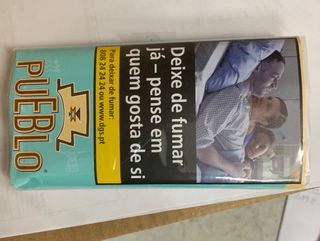 Deixe de fumar
já – pense em
quem gosta de si
Para deixar de fumar:
808 24 24 24 ou www.dgs.pt
PUEBLO